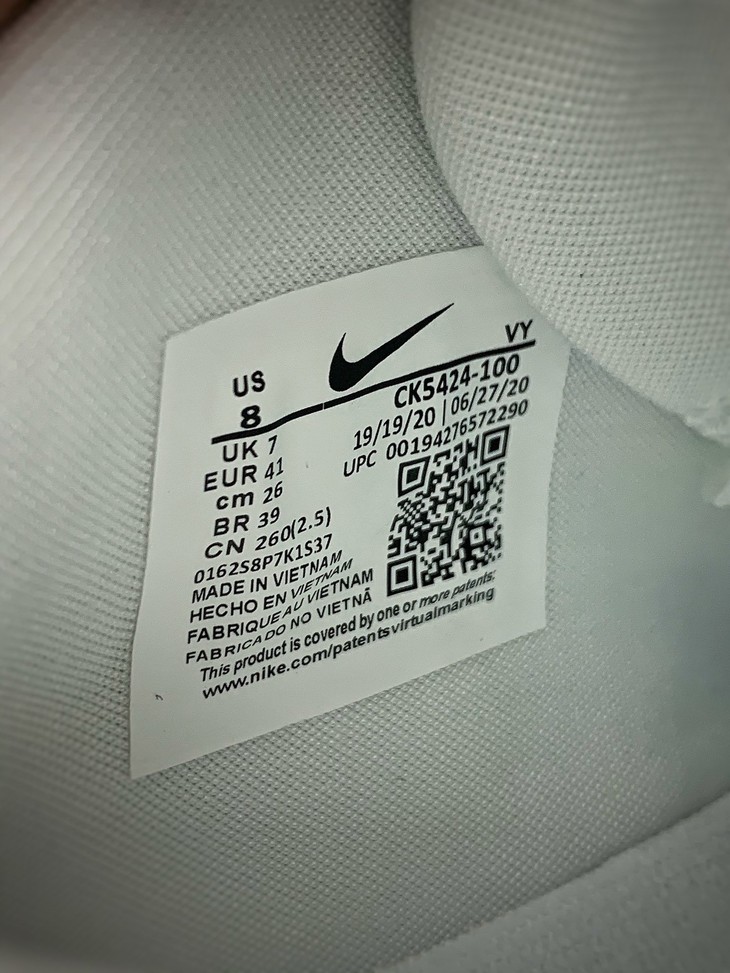 VY
US
8
UK 7
EUR 41
cm 26
BR 39
CN 260(2.5)
0162S8P7K1S37
MADE IN VIETNAM
HECHO EN VIETNAM
FABRIQUE AU VIETNAM
FABRICADO NO VIETNÃ
CK5424-100
19/19/20 | 06/27/20
UPC 00194276572290
This product is covered by one or more patents:
www.nike.com/patentsvirtualmarking